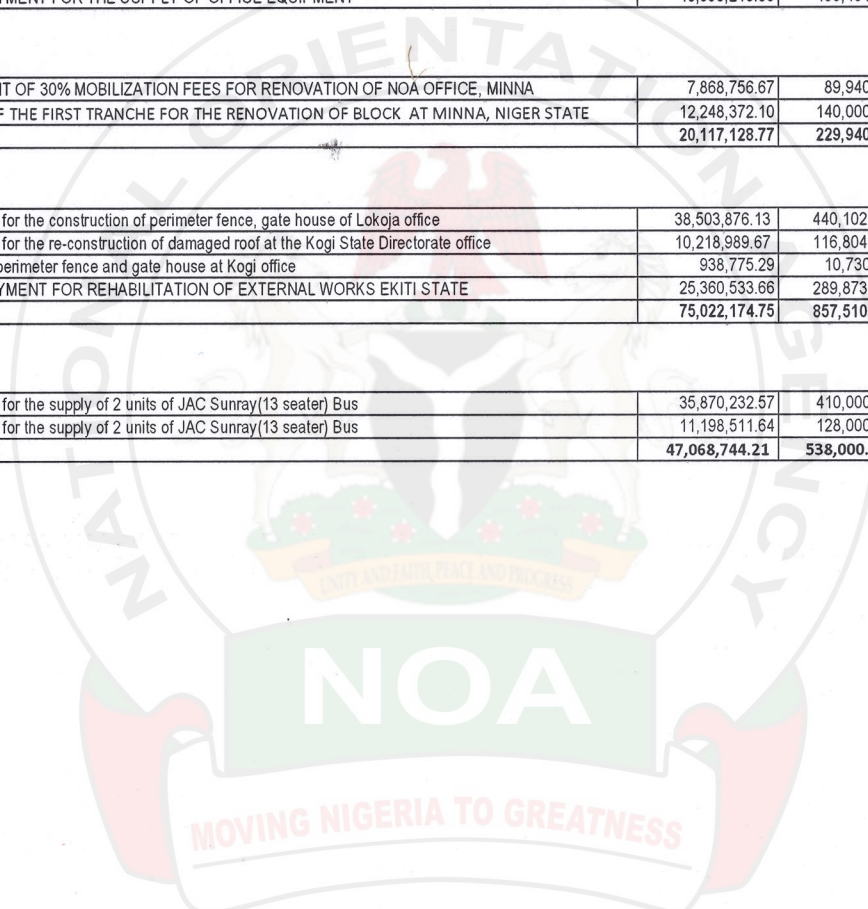 NT OF 30% MOBILIZATION FEES FOR RENOVATION OF NOA OFFICE, MINNA 7,868,756.67 89,940
F THE FIRST TRANCHE FOR THE RENOVATION OF BLOCK AT MINNA, NIGER STATE 12,248,372.10 140,000
20,117,128.77 229,940
for the construction of perimeter fence, gate house of Lokoja office 38,503,876.13 440,102
for the re-construction of damaged roof at the Kogi State Directorate office 10,218,989.67 116,804
perimeter fence and gate house at Kogi office 938,775.29 10,730
YMENT FOR REHABILITATION OF EXTERNAL WORKS EKITI STATE 25,360,533.66 289,873
75,022,174.75 857,510
for the supply of 2 units of JAC Sunray(13 seater) Bus 35,870,232.57 410,000
for the supply of 2 units of JAC Sunray(13 seater) Bus 11,198,511.64 128,000
47,068,744.21 538,000.
NATIONAL ORIENTATION AGENCY
UNITY AND FAITH, PEACE AND PROGRESS
NOA
MOVING NIGERIA TO GREATNESS